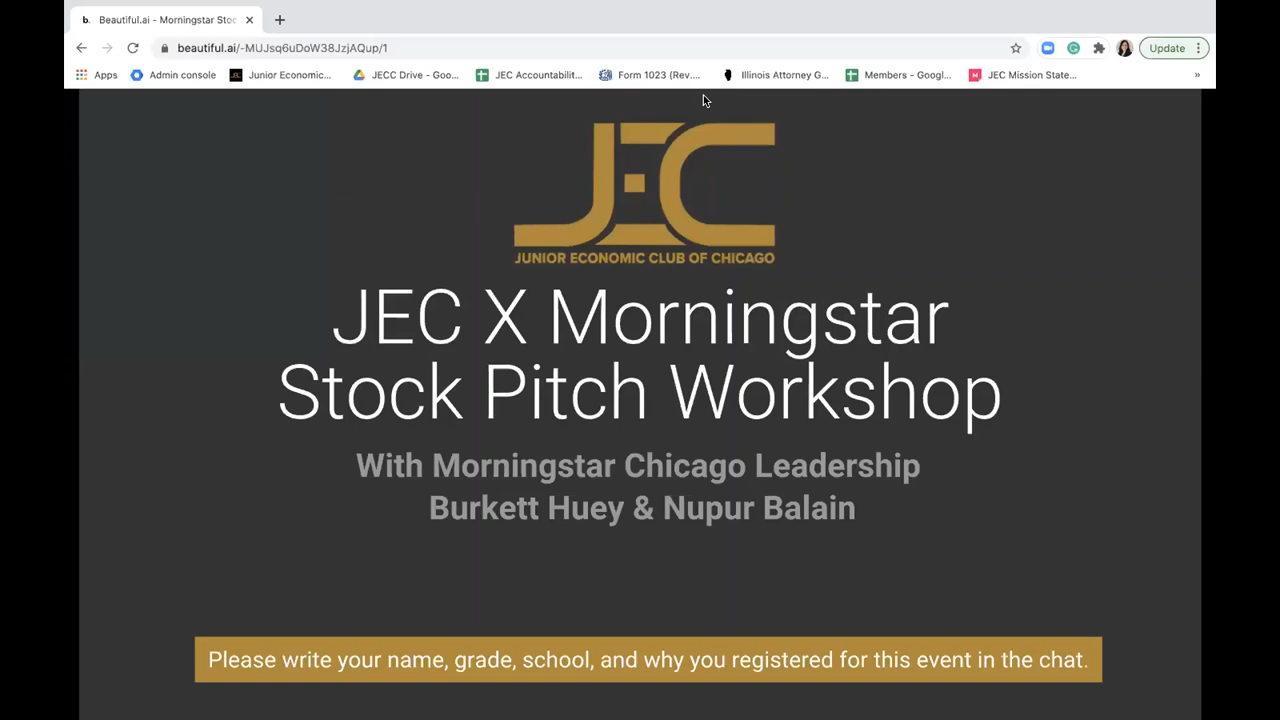 b. Beautiful.ai - Morningstar Stoc
beautiful.ai/-MUJsq6uDoW38JzjAQup/1
Update
Apps
Admin console
Junior Economic...
JECC Drive - Goo...
JEC Accountabilit...
Form 1023 (Rev....
Illinois Attorney G...
Members - Googl...
JEC Mission State...
»
JEC
JUNIOR ECONOMIC CLUB OF CHICAGO
JEC X Morningstar
Stock Pitch Workshop
With Morningstar Chicago Leadership
Burkett Huey & Nupur Balain
Please write your name, grade, school, and why you registered for this event in the chat.